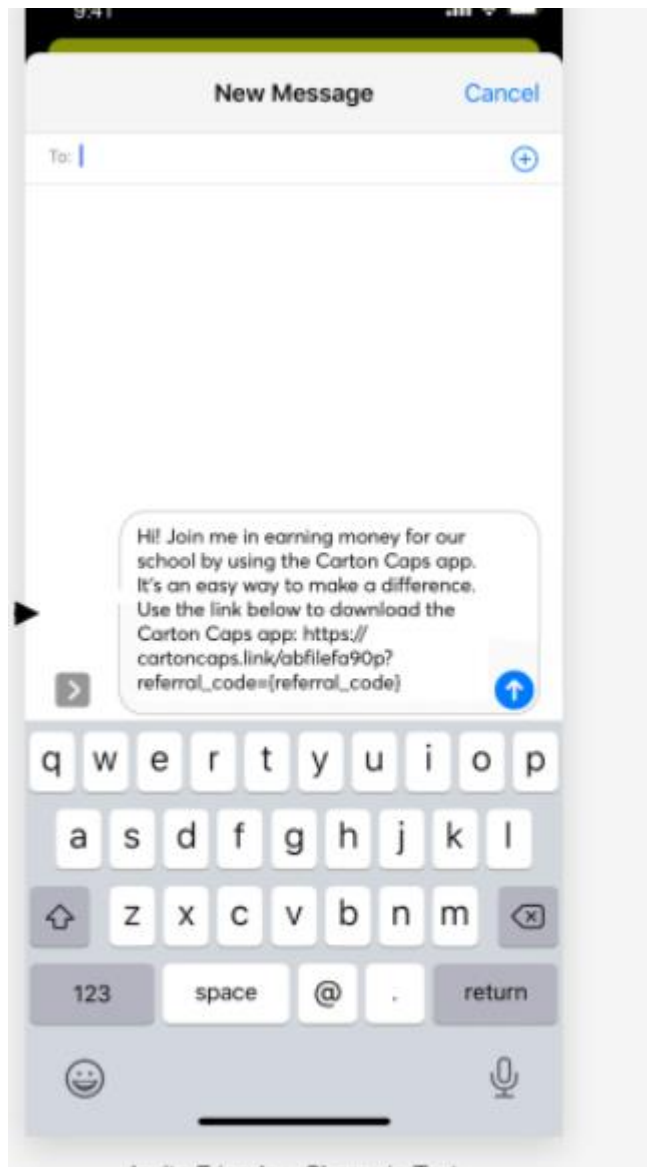 9:41
New Message
Cancel
To:
Hi! Join me in earning money for our
school by using the Carton Caps app.
It's an easy way to make a difference.
Use the link below to download the
Carton Caps app: https://
cartoncaps.link/abfilefa90p?
referral_code={referral_code}
q w e r t y u i o p
a s d f g h j k l
z x c v b n m
123 space @ . return